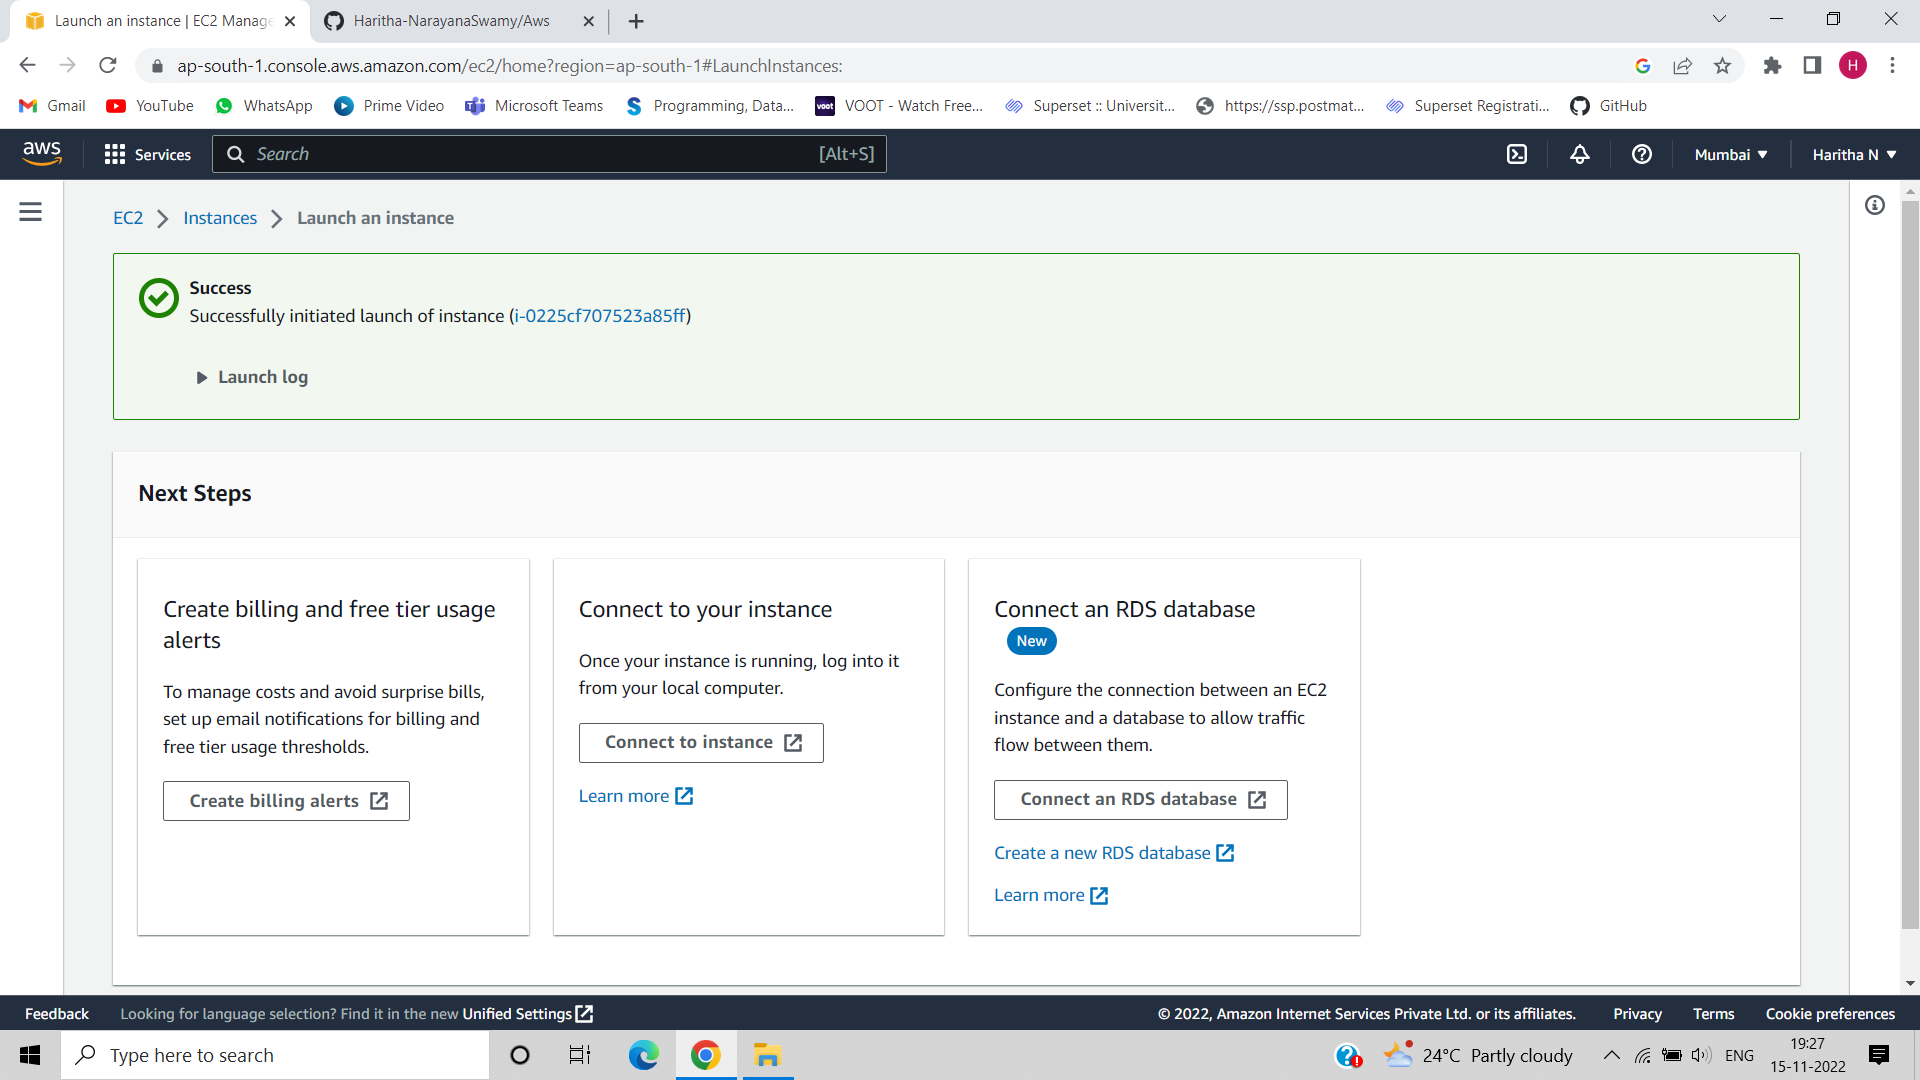 Launch an instance | EC2 Manage
Haritha-NarayanaSwamy/Aws
ap-south-1.console.aws.amazon.com/ec2/home?region=ap-south-1#LaunchInstances:
H
Gmail YouTube WhatsApp Prime Video Microsoft Teams Programming, Data... voot VOOT - Watch Free... Superset :: Universit... https://ssp.postmat... Superset Registrati... GitHub
aws Services Search [Alt+S] Mumbai Haritha N
EC2 Instances Launch an instance
Success
Successfully initiated launch of instance (i-0225cf707523a85ff)
Launch log
Next Steps
Create billing and free tier usage
alerts
To manage costs and avoid surprise bills,
set up email notifications for billing and
free tier usage thresholds.
Create billing alerts
Connect to your instance
Once your instance is running, log into it
from your local computer.
Connect to instance
Learn more
Connect an RDS database
New
Configure the connection between an EC2
instance and a database to allow traffic
flow between them.
Connect an RDS database
Create a new RDS database
Learn more
Feedback Looking for language selection? Find it in the new Unified Settings © 2022, Amazon Internet Services Private Ltd. or its affiliates. Privacy Terms Cookie preferences
Type here to search
24°C Partly cloudy
ENG
19:27
15-11-2022